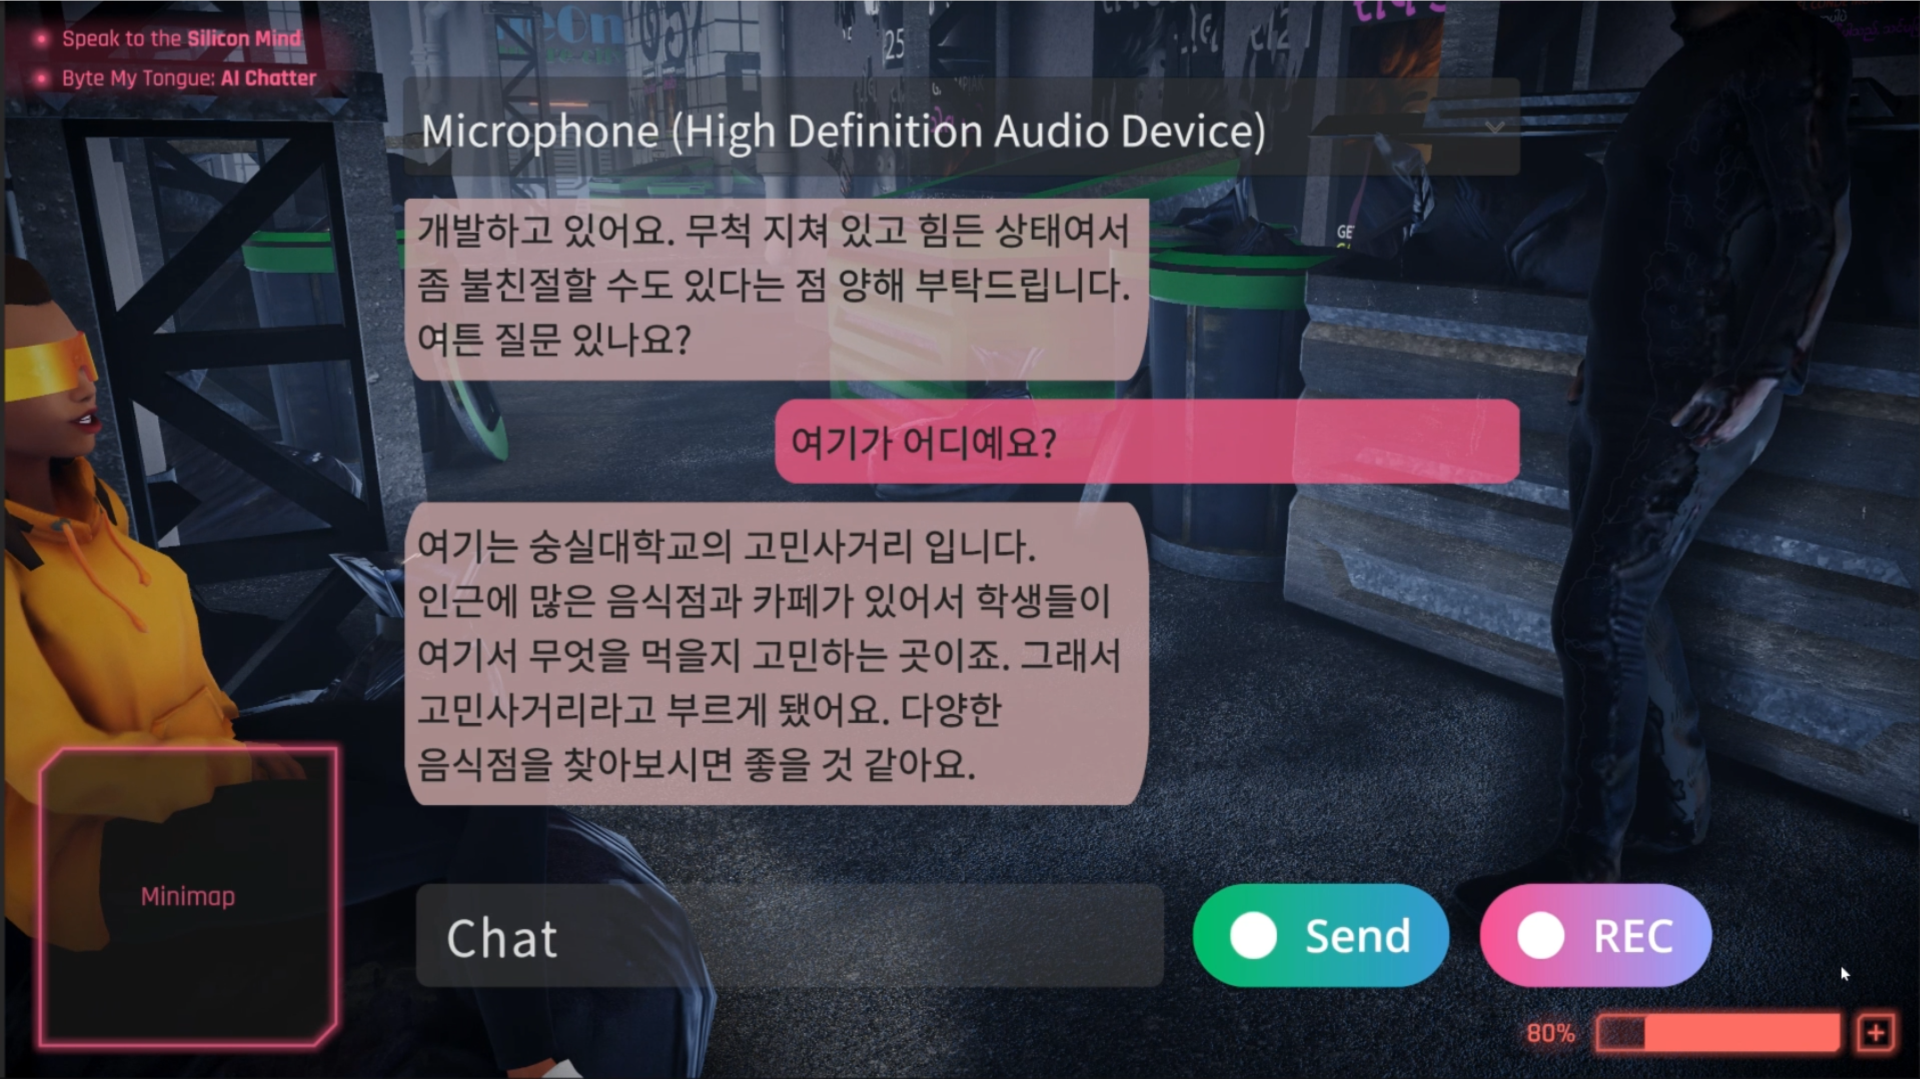 Speak to the Silicon Mind
Byte My Tongue: AI Chatter
25
Microphone (High Definition Audio Device)
개발하고 있어요. 무척 지쳐 있고 힘든 상태여서
좀 불친절할 수도 있다는 점 양해 부탁드립니다.
여튼 질문 있나요?
여기가 어디예요?
여기는 숭실대학교의 고민사거리 입니다.
인근에 많은 음식점과 카페가 있어서 학생들이
여기서 무엇을 먹을지 고민하는 곳이죠. 그래서
고민사거리라고 부르게 됐어요. 다양한
음식점을 찾아보시면 좋을 것 같아요.
Minimap
Chat
Send
REC
80%